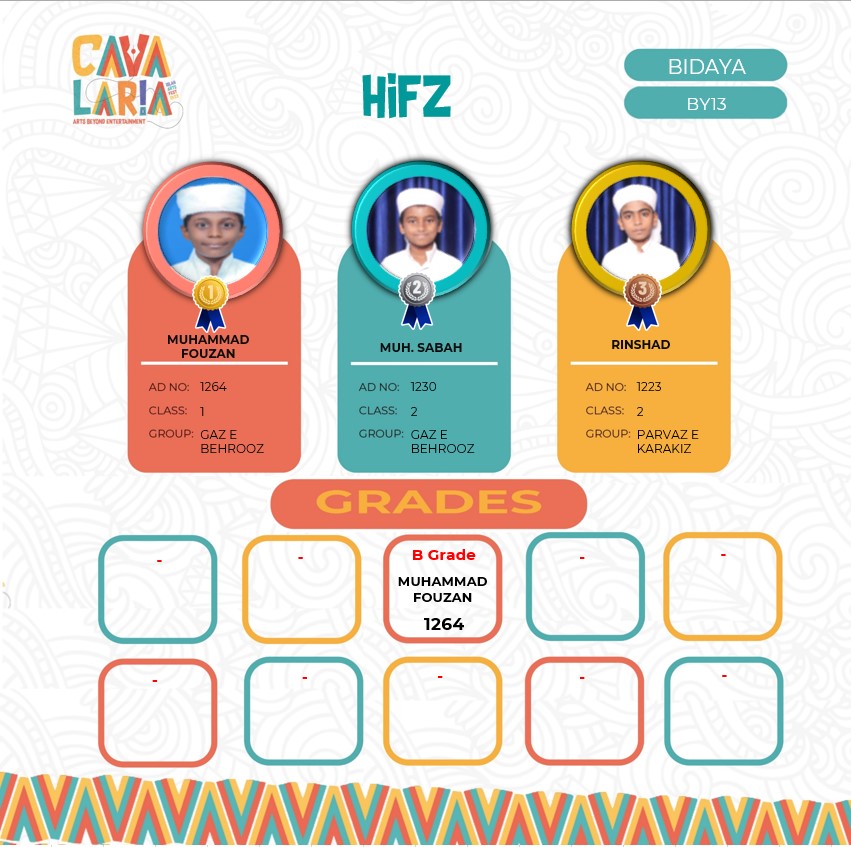 CAVA
LARIA
ARTS BEYOND ENTERTAINMENT
HiFZ
BIDAYA
BY13
1
MUHAMMAD
FOUZAN
AD NO: 1264
CLASS: 1
GROUP: GAZ E
BEHROOZ
2
MUH. SABAH
AD NO: 1230
CLASS: 2
GROUP: GAZ E
BEHROOZ
3
RINSHAD
AD NO: 1223
CLASS: 2
GROUP: PARVAZ E
KARAKIZ
GRADES
-
-
B Grade
MUHAMMAD
FOUZAN
1264
-
-
-
-
-
-
-